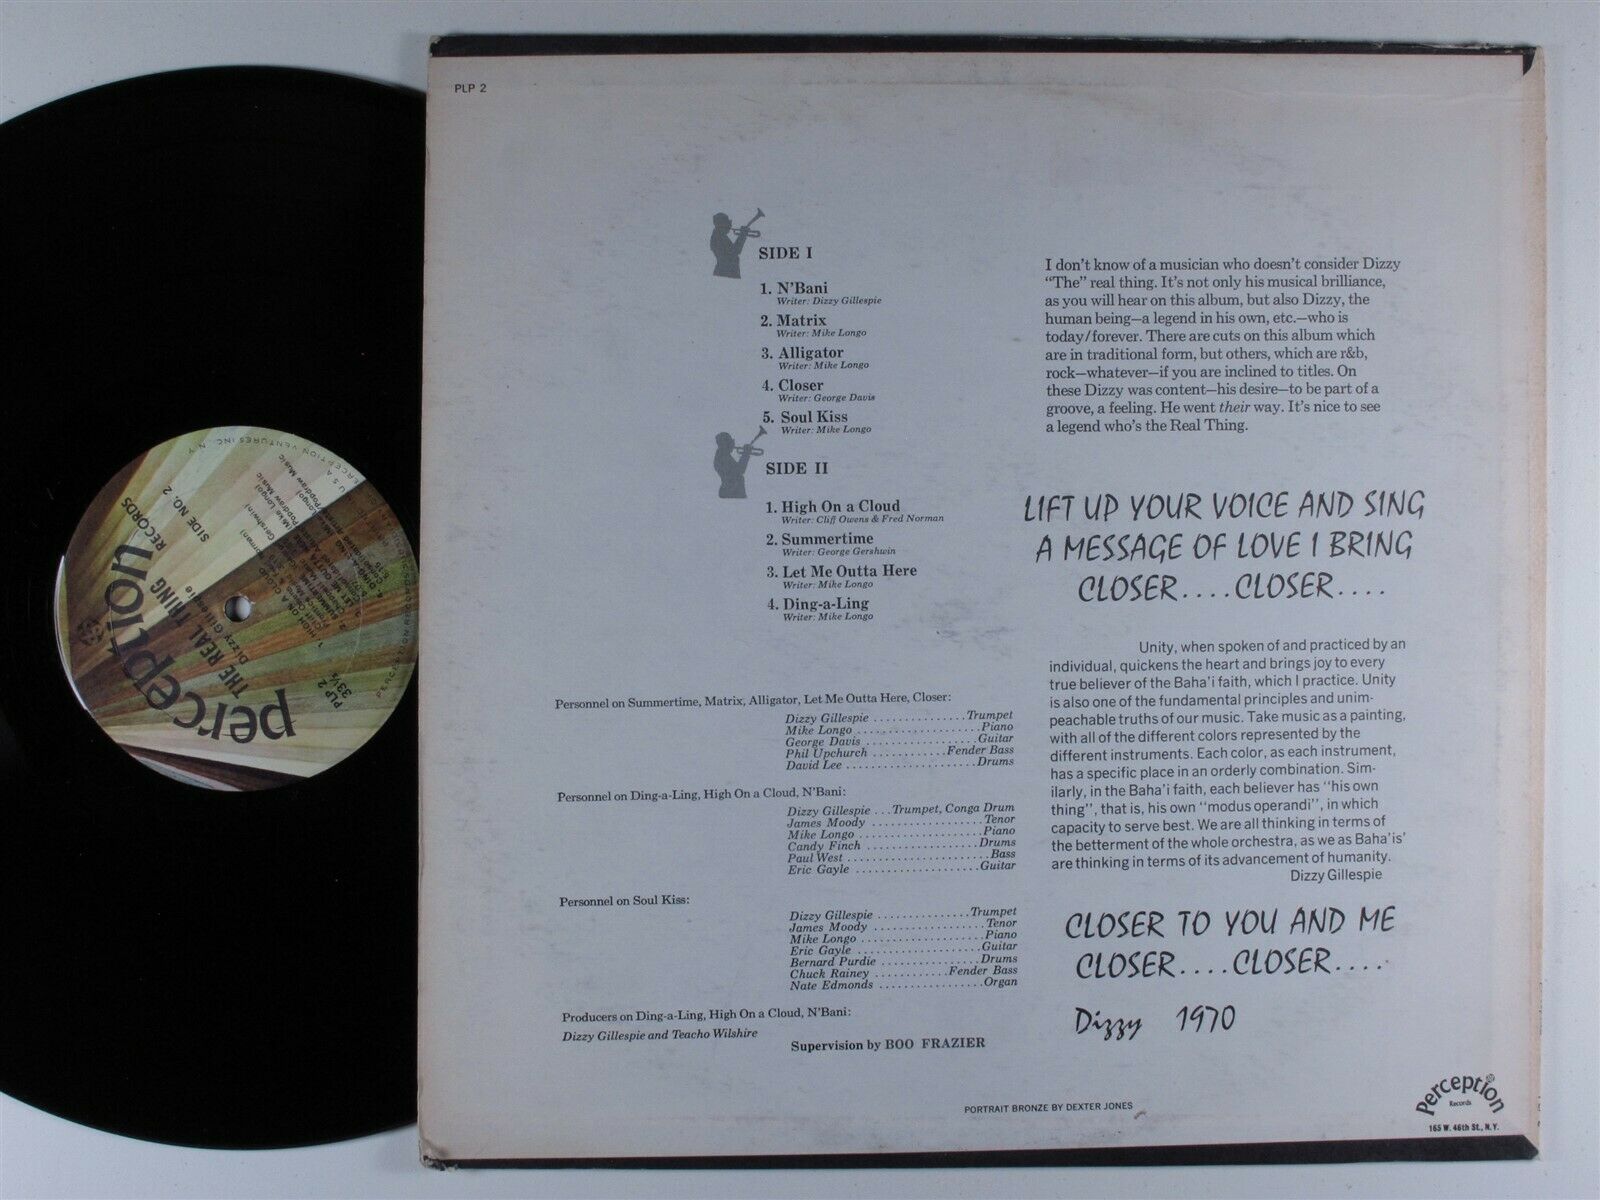 PLP 2
SIDE I
1. N'Bani
Writer: Dizzy Gillespie
2. Matrix
Writer: Mike Longo
3. Alligator
Writer: Mike Longo
4. Closer
Writer: George Davis
5. Soul Kiss
Writer: Mike Longo
SIDE II
1. High On a Cloud
Writer: Cliff Owens & Fred Norman
2. Summertime
Writer: George Gershwin
3. Let Me Outta Here
Writer: Mike Longo
4. Ding-a-Ling
Writer: Mike Longo
Personnel on Summertime, Matrix, Alligator, Let Me Outta Here, Closer:
Dizzy Gillespie ............... Trumpet
Mike Longo .................... Piano
George Davis .................. Guitar
Phil Upchurch ............ Fender Bass
David Lee ..................... Drums
Personnel on Ding-a-Ling, High On a Cloud, N'Bani:
Dizzy Gillespie ... Trumpet, Conga Drum
James Moody .................. Tenor
Mike Longo .................... Piano
Candy Finch ................... Drums
Paul West ...................... Bass
Eric Gayle .................... Guitar
Personnel on Soul Kiss:
Dizzy Gillespie ............... Trumpet
James Moody .................. Tenor
Mike Longo .................... Piano
Eric Gayle .................... Guitar
Bernard Purdie ................ Drums
Chuck Rainey ............ Fender Bass
Nate Edmonds ................. Organ
Producers on Ding-a-Ling, High On a Cloud, N'Bani:
Dizzy Gillespie and Teacho Wilshire
Supervision by BOO FRAZIER
I don't know of a musician who doesn't consider Dizzy
"The" real thing. It's not only his musical brilliance,
as you will hear on this album, but also Dizzy, the
human being—a legend in his own, etc.—who is
today/forever. There are cuts on this album which
are in traditional form, but others, which are r&b,
rock—whatever—if you are inclined to titles. On
these Dizzy was content—his desire—to be part of a
groove, a feeling. He went their way. It's nice to see
a legend who's the Real Thing.
LIFT UP YOUR VOICE AND SING
A MESSAGE OF LOVE I BRING
CLOSER....CLOSER....
Unity, when spoken of and practiced by an
individual, quickens the heart and brings joy to every
true believer of the Baha'i faith, which I practice. Unity
is also one of the fundamental principles and unim-
peachable truths of our music. Take music as a painting,
with all of the different colors represented by the
different instruments. Each color, as each instrument,
has a specific place in an orderly combination. Sim-
ilarly, in the Baha'i faith, each believer has "his own
thing", that is, his own "modus operandi", in which
capacity to serve best. We are all thinking in terms of
the betterment of the whole orchestra, as we as Baha'is'
are thinking in terms of its advancement of humanity.
Dizzy Gillespie
CLOSER TO YOU AND ME
CLOSER....CLOSER....
Dizzy 1970
PORTRAIT BRONZE BY DEXTER JONES
Perception
Records
165 W. 46th St., N.Y.
perception
RECORDS
SIDE NO. 2
THE REAL THING
Dizzy Gillespie
PLP 2
33⅓